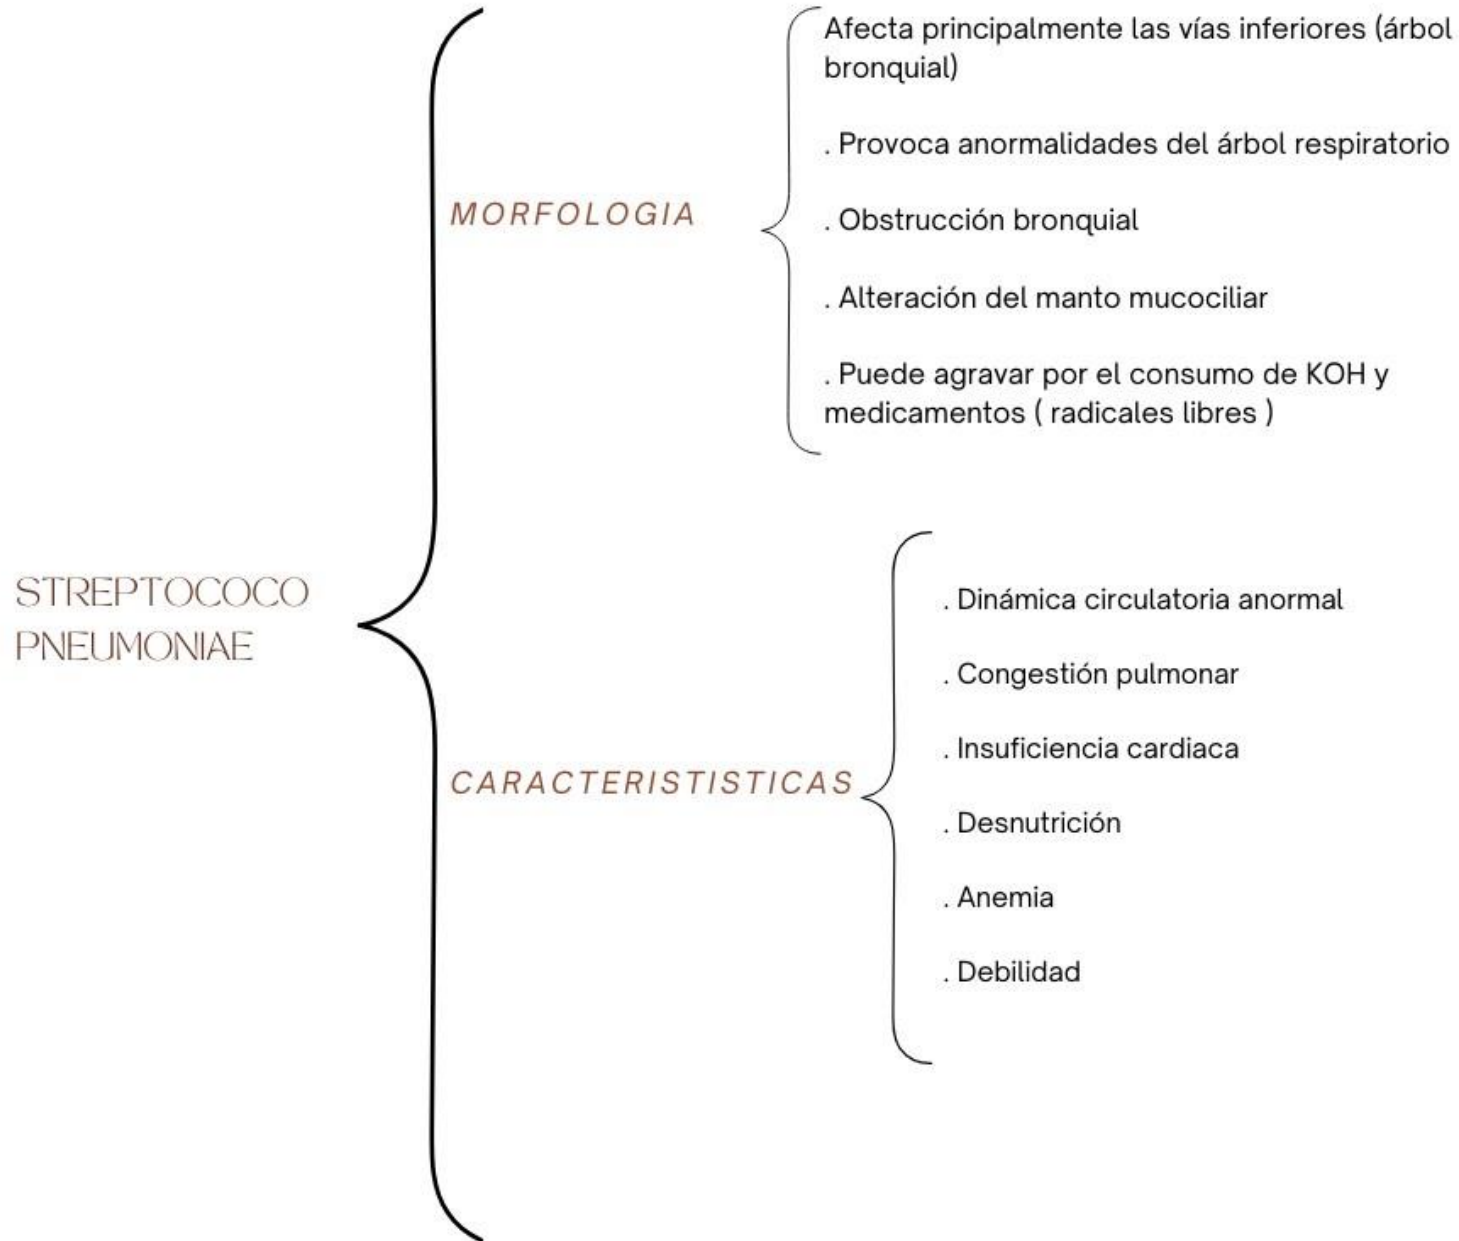 STREPTOCOCO
PNEUMONIAE
MORFOLOGIA
Afecta principalmente las vías inferiores (árbol
bronquial)
. Provoca anormalidades del árbol respiratorio
. Obstrucción bronquial
. Alteración del manto mucociliar
. Puede agravar por el consumo de KOH y
medicamentos ( radicales libres )
CARACTERISTISTICAS
. Dinámica circulatoria anormal
. Congestión pulmonar
. Insuficiencia cardiaca
. Desnutrición
. Anemia
. Debilidad